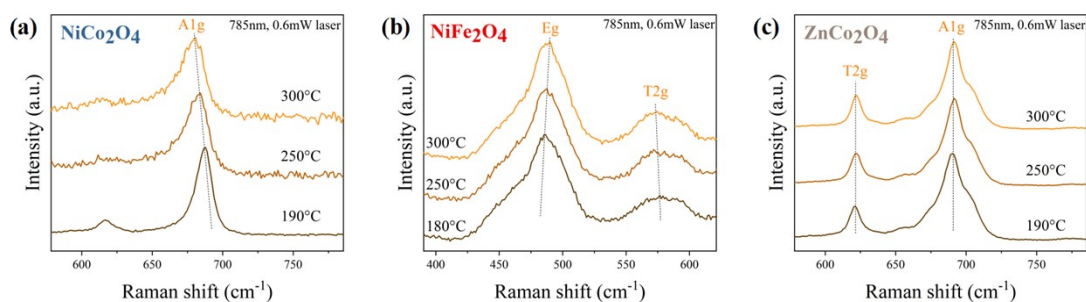 (a)
NiCo₂O₄
A1g
785nm, 0.6mW laser
300°C
250°C
190°C
Intensity (a.u.)
600 650 700 750
Raman shift (cm⁻¹)
(b)
NiFe₂O₄
Eg
785nm, 0.6mW laser
T2g
300°C
250°C
180°C
Intensity (a.u.)
400 450 500 550 600
Raman shift (cm⁻¹)
(c)
ZnCo₂O₄
A1g
785nm, 0.6mW laser
T2g
300°C
250°C
190°C
Intensity (a.u.)
600 650 700 750
Raman shift (cm⁻¹)